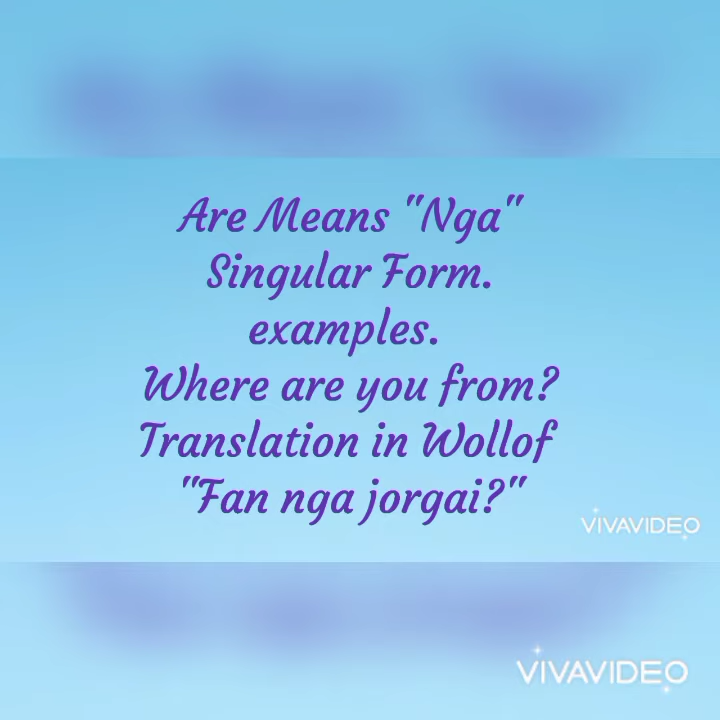 Are Means "Nga"
Singular Form.
examples.
Where are you from?
Translation in Wollof
"Fan nga jorgai?"
VIVAVIDEO
VIVAVIDEO